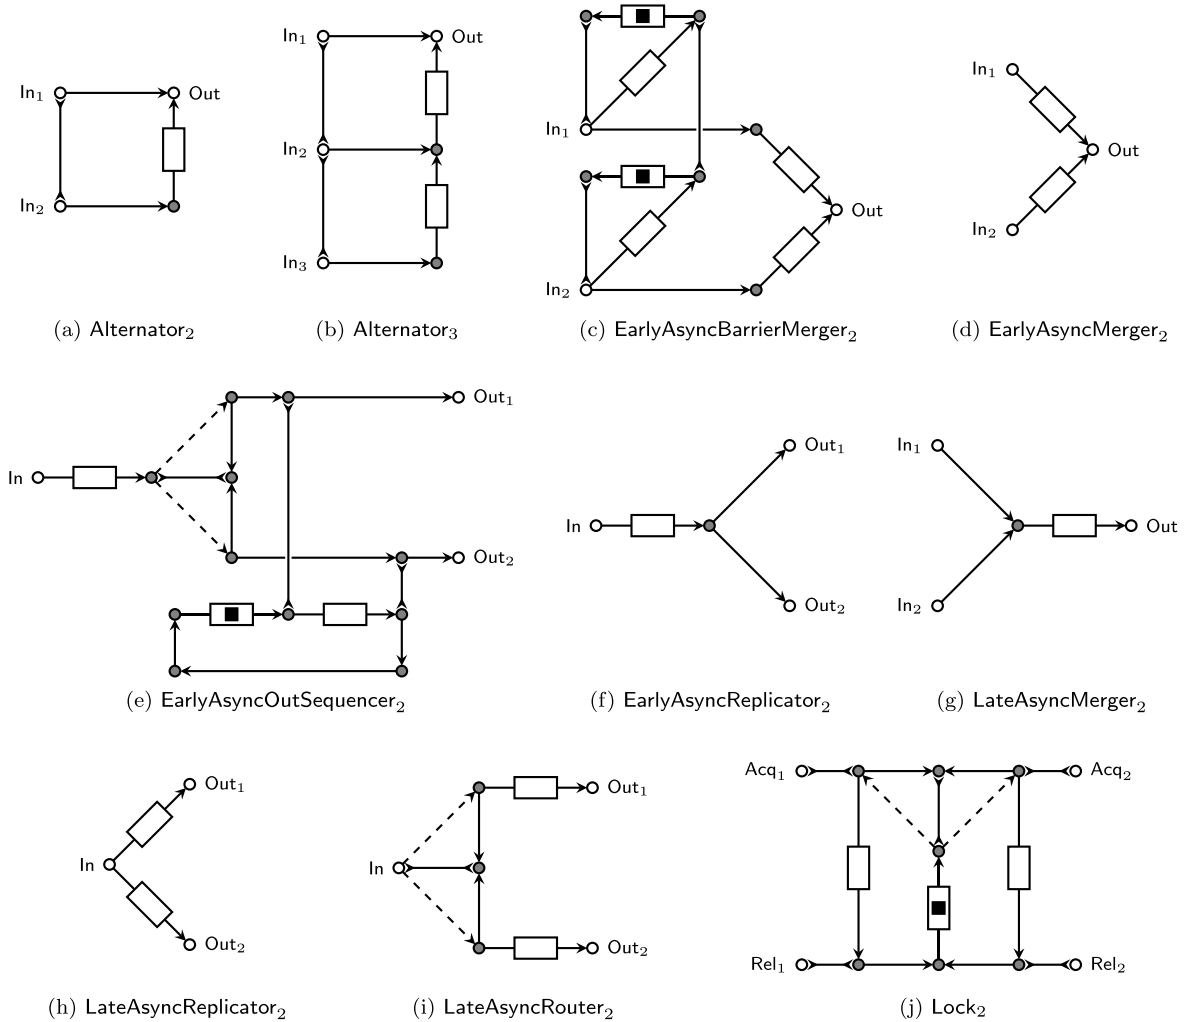 In₁ Out
In₂
(a) Alternator₂
In₁ Out
In₂
In₃
(b) Alternator₃
In₁
Out
In₂
(c) EarlyAsyncBarrierMerger₂
In₁
Out
In₂
(d) EarlyAsyncMerger₂
Out₁
In
Out₂
(e) EarlyAsyncOutSequencer₂
Out₁
In
Out₂
(f) EarlyAsyncReplicator₂
In₁
Out
In₂
(g) LateAsyncMerger₂
Out₁
In
Out₂
(h) LateAsyncReplicator₂
Out₁
In
Out₂
(i) LateAsyncRouter₂
Acq₁ Acq₂
Rel₁ Rel₂
(j) Lock₂